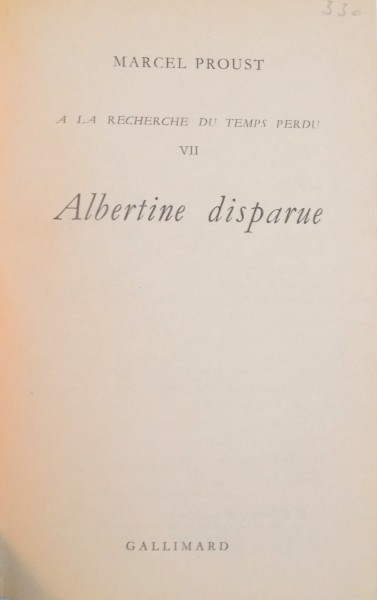 330
MARCEL PROUST
A LA RECHERCHE DU TEMPS PERDU
VII
Albertine disparue
GALLIMARD